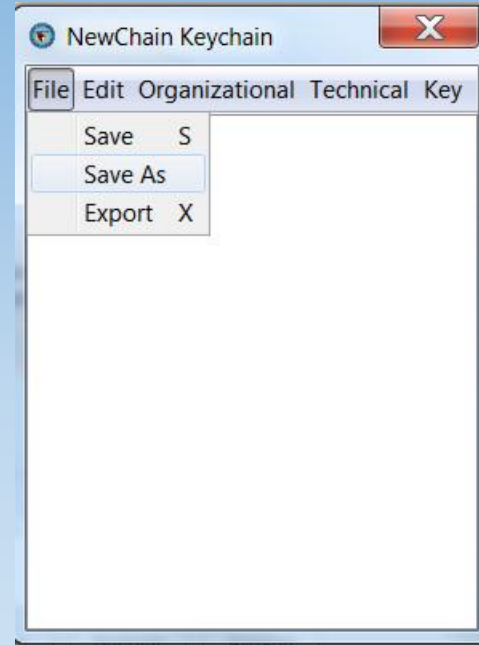 NewChain Keychain
File Edit Organizational Technical Key
Save S
Save As
Export X